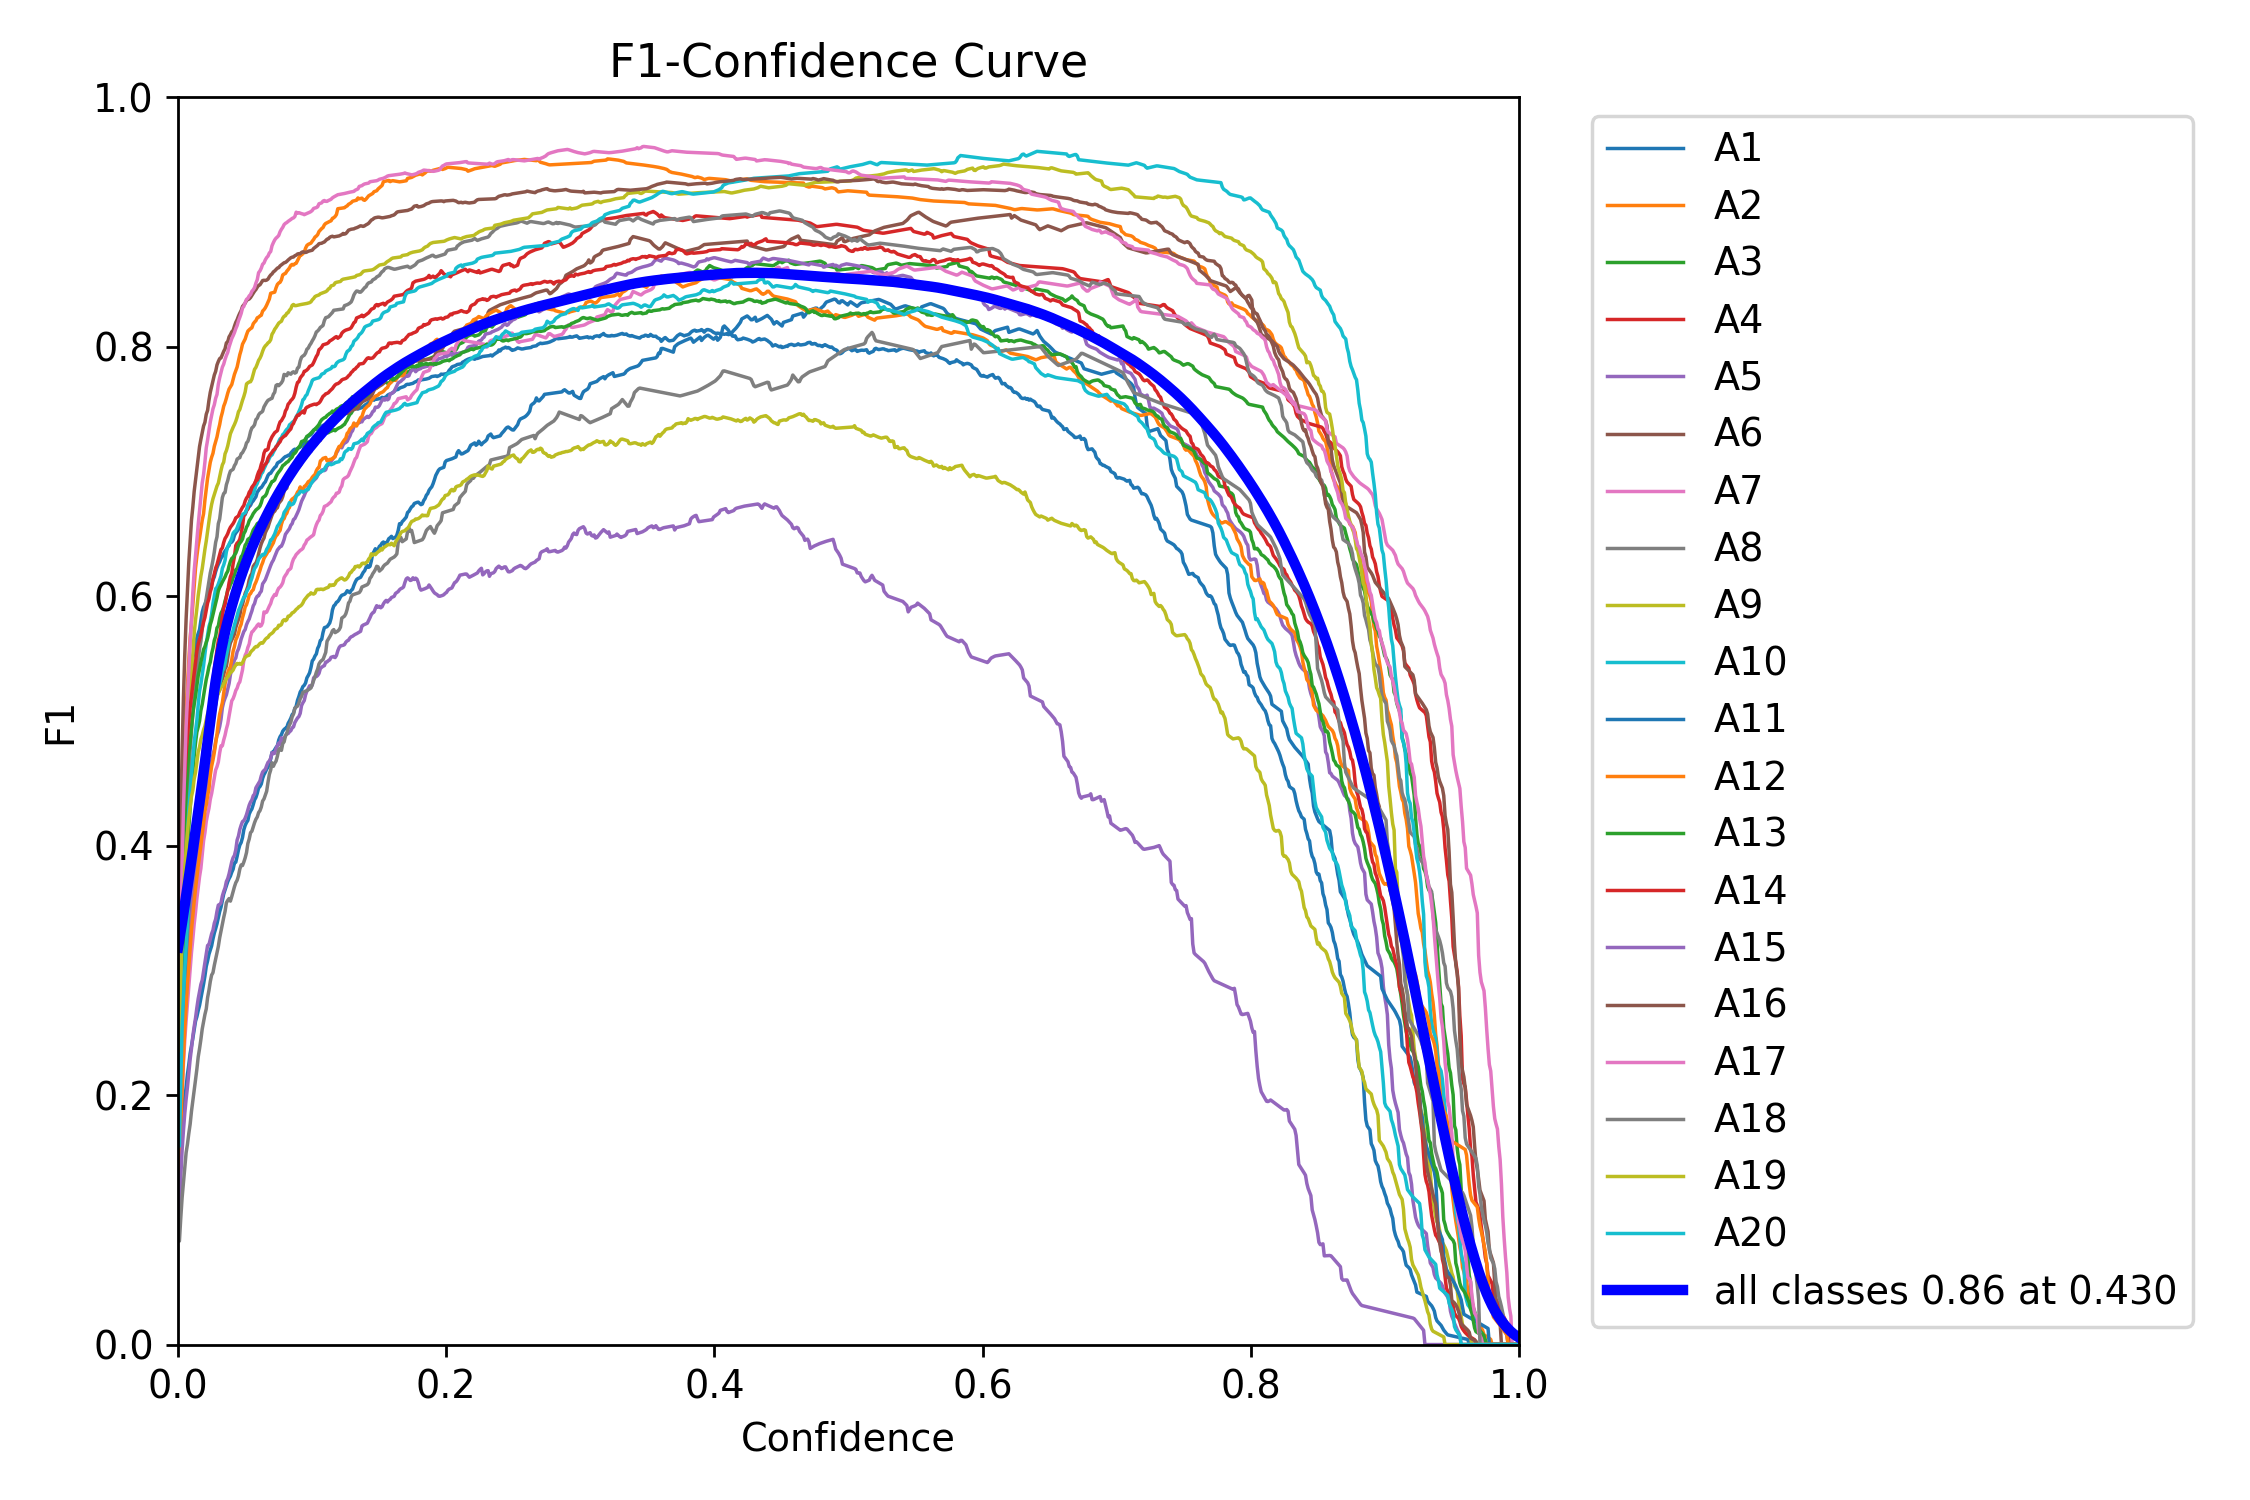 F1-Confidence Curve
1.0
0.8
0.6
0.4
0.2
0.0
F1
0.0 0.2 0.4 0.6 0.8 1.0
Confidence
A1
A2
A3
A4
A5
A6
A7
A8
A9
A10
A11
A12
A13
A14
A15
A16
A17
A18
A19
A20
all classes 0.86 at 0.430